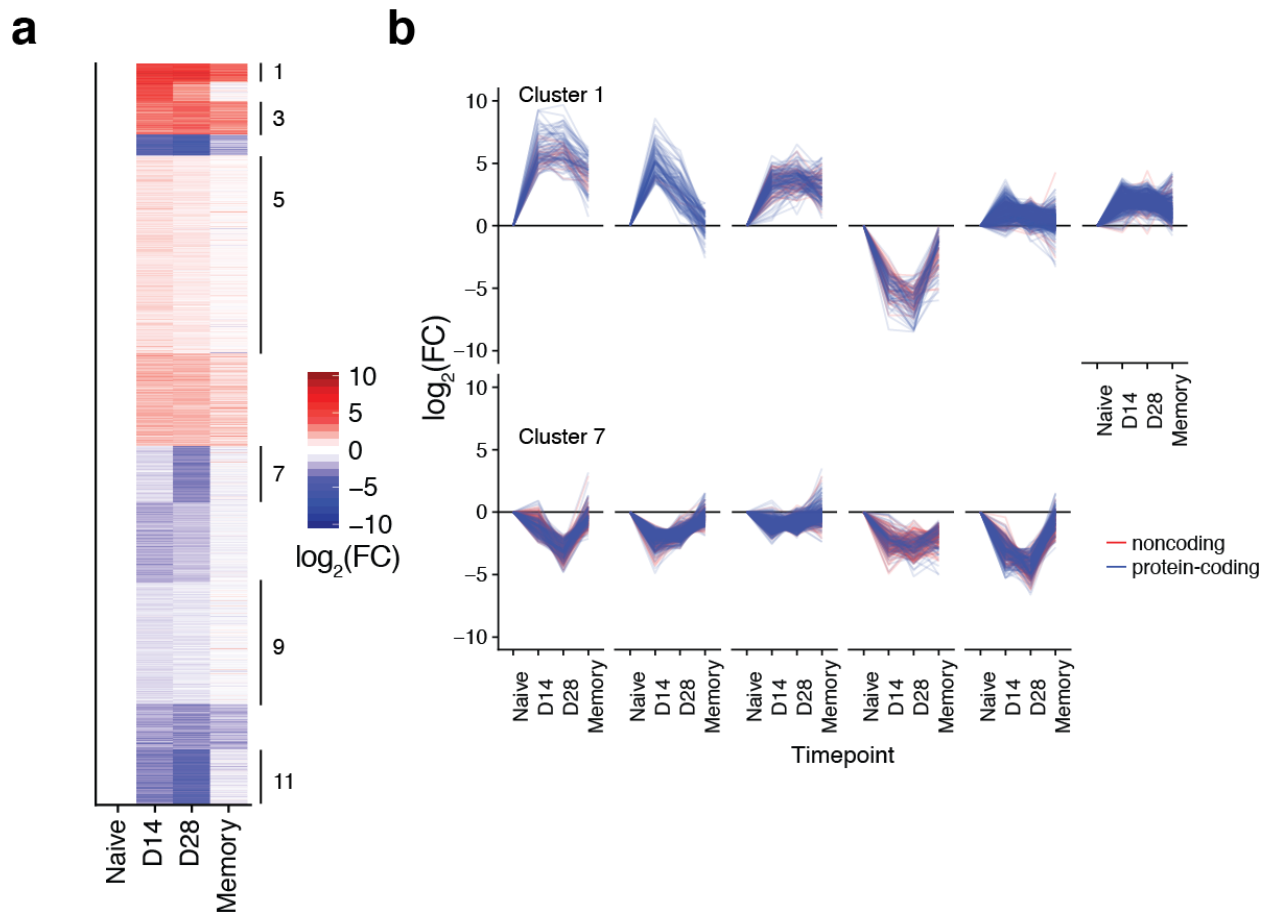 a
1
3
5
7
9
11
10
5
0
−5
−10
log2(FC)
Naive
D14
D28
Memory
b
Cluster 1
10
5
0
−5
−10
log2(FC)
Naive
D14
D28
Memory
Cluster 7
10
5
0
−5
−10
noncoding
protein-coding
Naive
D14
D28
Memory
Naive
D14
D28
Memory
Naive
D14
D28
Memory
Naive
D14
D28
Memory
Naive
D14
D28
Memory
Timepoint